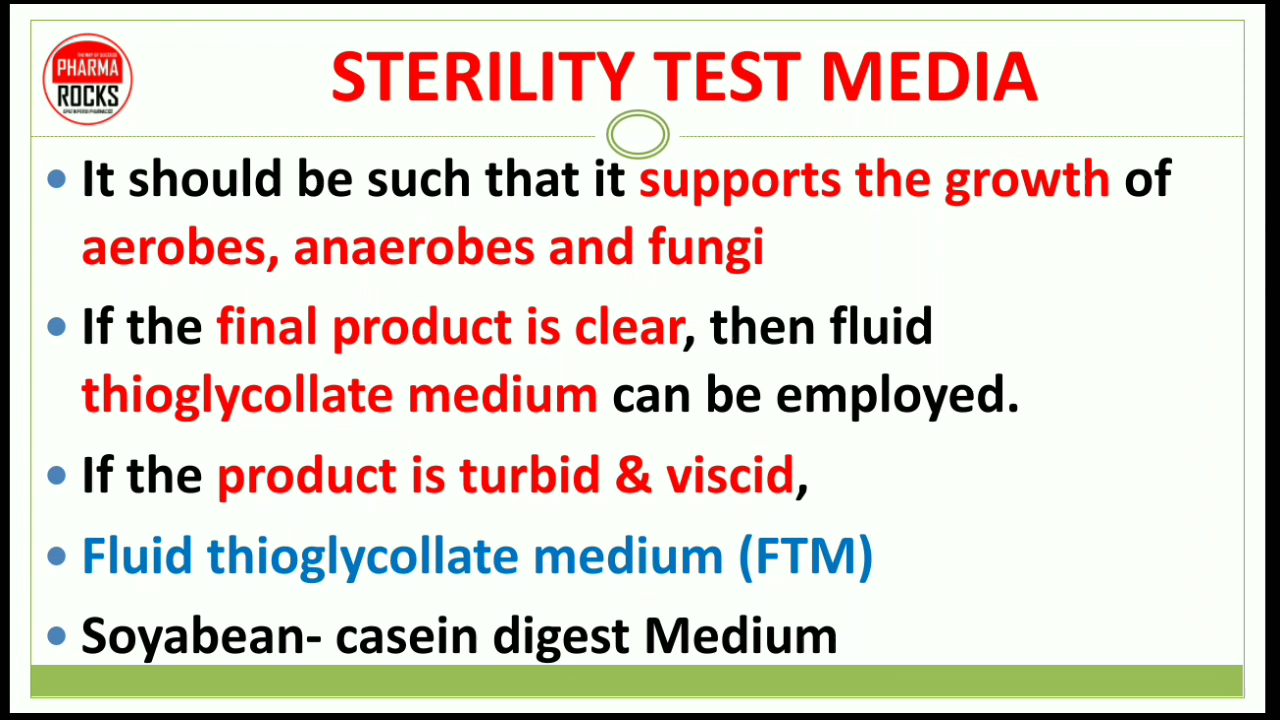 PHARMA
ROCKS
STERILITY TEST MEDIA
• It should be such that it supports the growth of
aerobes, anaerobes and fungi
• If the final product is clear, then fluid
thioglycollate medium can be employed.
• If the product is turbid & viscid,
• Fluid thioglycollate medium (FTM)
• Soyabean- casein digest Medium